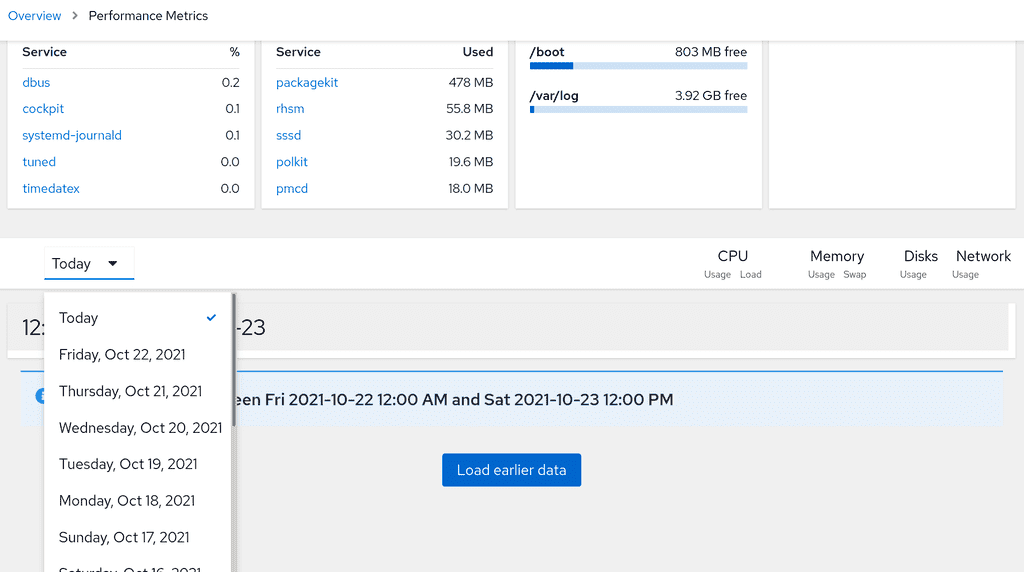 Overview > Performance Metrics
Service %
dbus 0.2
cockpit 0.1
systemd-journald 0.1
tuned 0.0
timedatex 0.0
Service Used
packagekit 478 MB
rhsm 55.8 MB
sssd 30.2 MB
polkit 19.6 MB
pmcd 18.0 MB
/boot 803 MB free
/var/log 3.92 GB free
Today
CPU Memory Disks Network
Usage Load Usage Swap Usage Usage
Today
Friday, Oct 22, 2021
Thursday, Oct 21, 2021
Wednesday, Oct 20, 2021
Tuesday, Oct 19, 2021
Monday, Oct 18, 2021
Sunday, Oct 17, 2021
Saturday, Oct 16, 2021
12: -23
Fri 2021-10-22 12:00 AM and Sat 2021-10-23 12:00 PM
Load earlier data